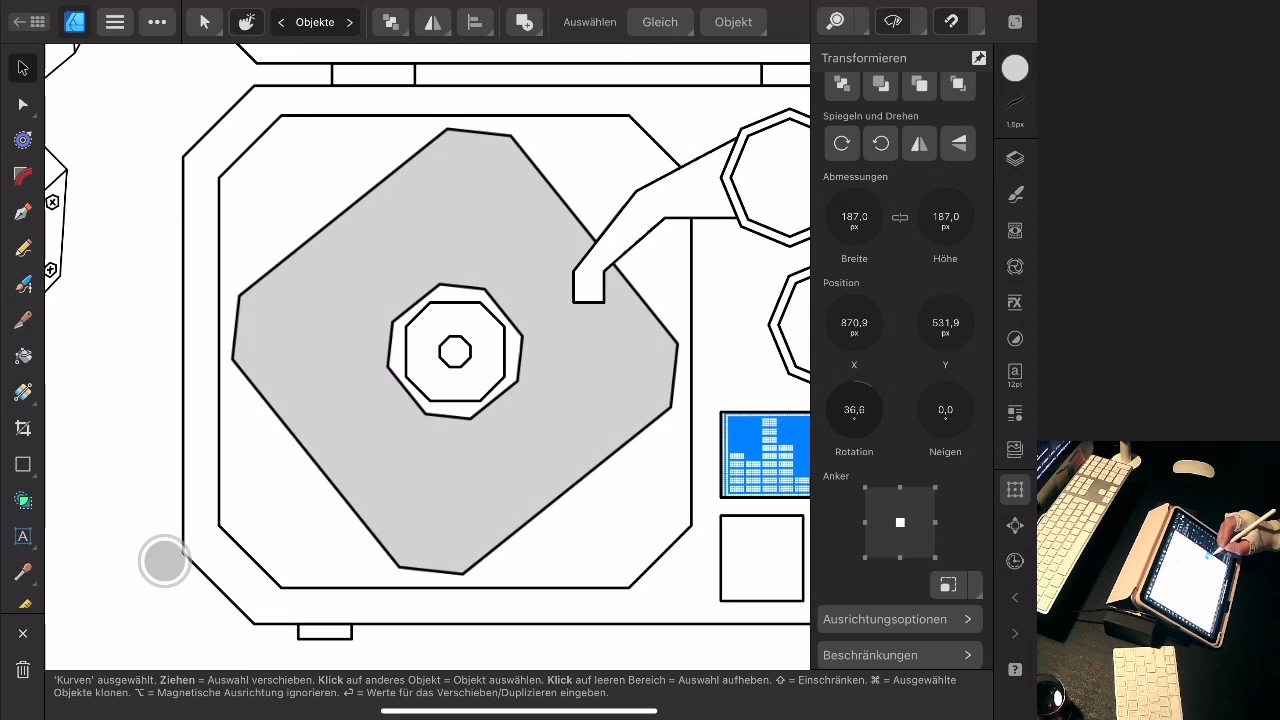 Objekte
Auswählen
Gleich
Objekt
Transformieren
1,5px
Spiegeln und Drehen
Abmessungen
187,0 px
187,0 px
Breite
Höhe
Position
870,9 px
531,9 px
X
Y
36,6 °
0,0 °
Rotation
Neigen
Anker
FX
a
12pt
A
Ausrichtungsoptionen
Beschränkungen
'Kurven' ausgewählt. Ziehen = Auswahl verschieben. Klick auf anderes Objekt = Objekt auswählen. Klick auf leeren Bereich = Auswahl aufheben. ⇧ = Einschränken. ⌘ = Ausgewählte
Objekte klonen. ⌥ = Magnetische Ausrichtung ignorieren. ⏎ = Werte für das Verschieben/Duplizieren eingeben.